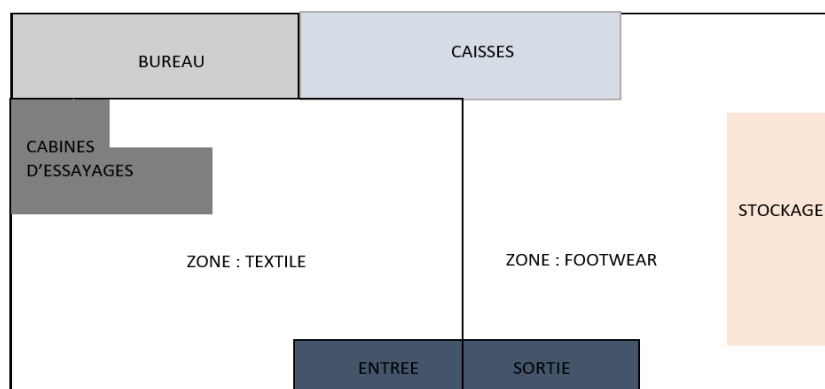 BUREAU
CAISSES
CABINES
D'ESSAYAGES
STOCKAGE
ZONE : TEXTILE
ZONE : FOOTWEAR
ENTREE
SORTIE